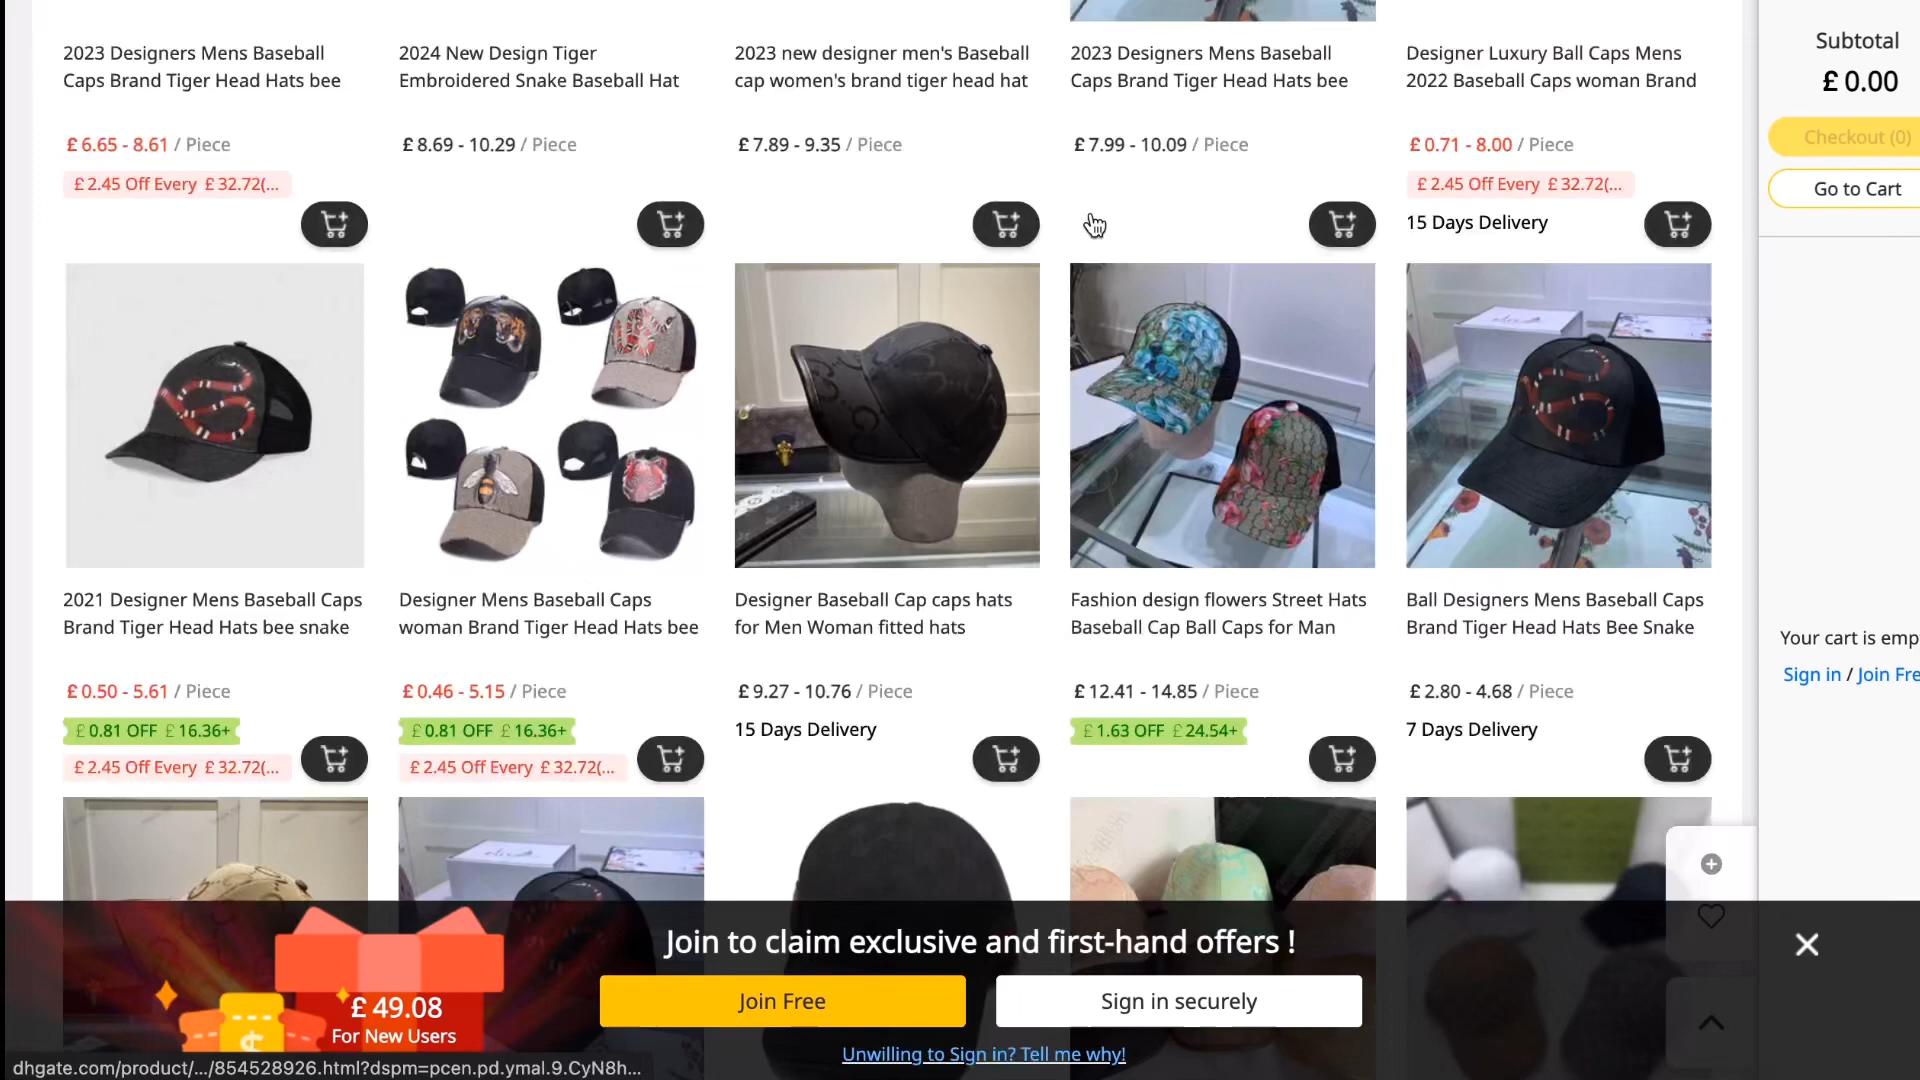 2023 Designers Mens Baseball
Caps Brand Tiger Head Hats bee
£ 6.65 - 8.61 / Piece
£ 2.45 Off Every £ 32.72(...
2024 New Design Tiger
Embroidered Snake Baseball Hat
£ 8.69 - 10.29 / Piece
2023 new designer men's Baseball
cap women's brand tiger head hat
£ 7.89 - 9.35 / Piece
2023 Designers Mens Baseball
Caps Brand Tiger Head Hats bee
£ 7.99 - 10.09 / Piece
Designer Luxury Ball Caps Mens
2022 Baseball Caps woman Brand
£ 0.71 - 8.00 / Piece
£ 2.45 Off Every £ 32.72(...
15 Days Delivery
Subtotal
£ 0.00
Checkout (0)
Go to Cart
2021 Designer Mens Baseball Caps
Brand Tiger Head Hats bee snake
£ 0.50 - 5.61 / Piece
£ 0.81 OFF £ 16.36+
£ 2.45 Off Every £ 32.72(...
Designer Mens Baseball Caps
woman Brand Tiger Head Hats bee
£ 0.46 - 5.15 / Piece
£ 0.81 OFF £ 16.36+
£ 2.45 Off Every £ 32.72(...
Designer Baseball Cap caps hats
for Men Woman fitted hats
£ 9.27 - 10.76 / Piece
15 Days Delivery
Fashion design flowers Street Hats
Baseball Cap Ball Caps for Man
£ 12.41 - 14.85 / Piece
£ 1.63 OFF £ 24.54+
Ball Designers Mens Baseball Caps
Brand Tiger Head Hats Bee Snake
£ 2.80 - 4.68 / Piece
7 Days Delivery
Your cart is emp
Sign in / Join Fre
£ 49.08
For New Users
Join to claim exclusive and first-hand offers !
Join Free
Sign in securely
Unwilling to Sign in? Tell me why!
dhgate.com/product/.../854528926.html?dspm=pcen.pd.ymal.9.CyN8h...